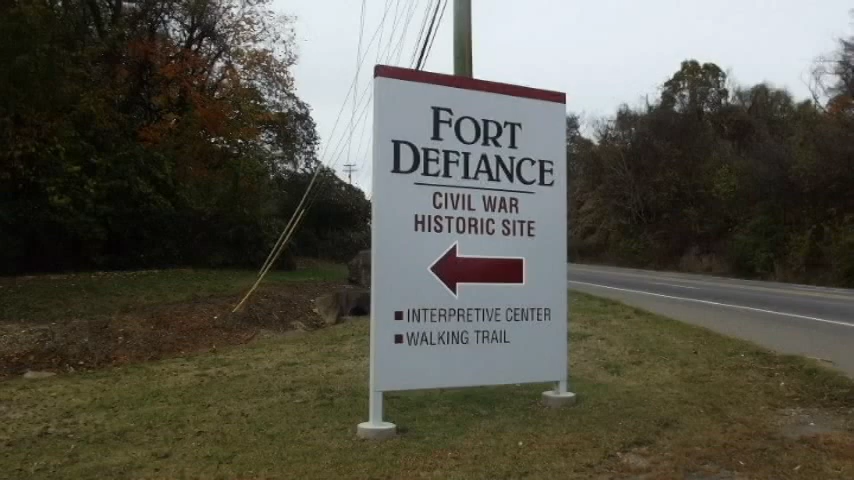 FORT
DEFIANCE
CIVIL WAR
HISTORIC SITE
INTERPRETIVE CENTER
WALKING TRAIL